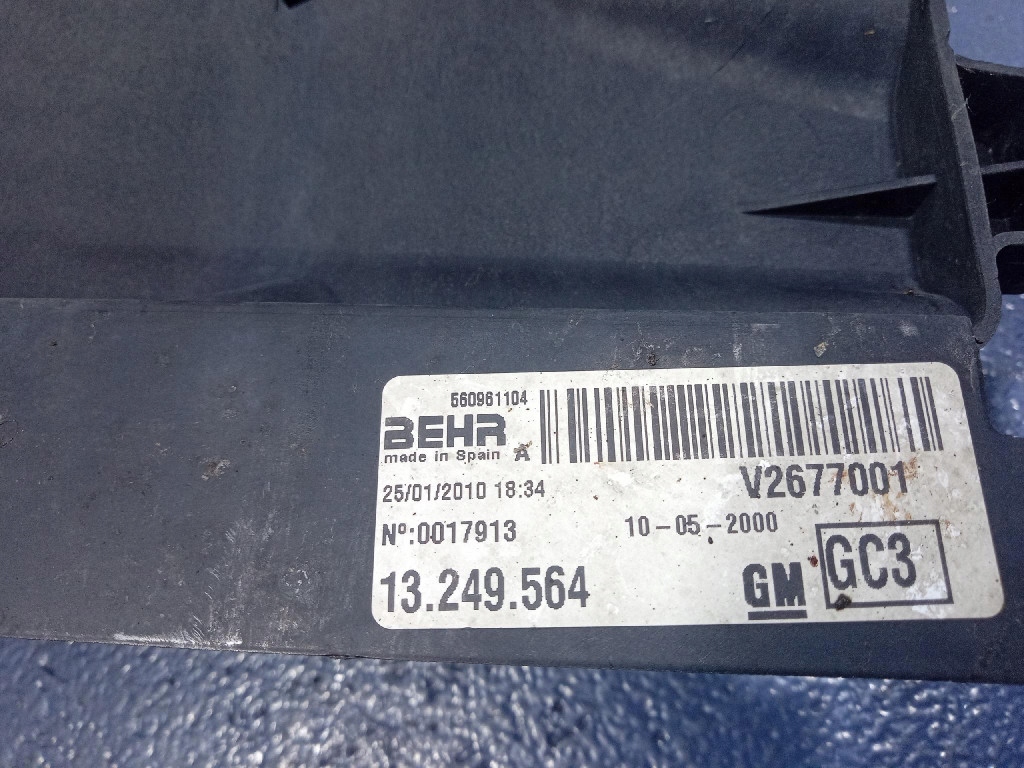 560961104
BEHR
made in Spain A
25/01/2010 18:34
V2677001
Nº:0017913
10-05-2000
13.249.564
GM
GC3